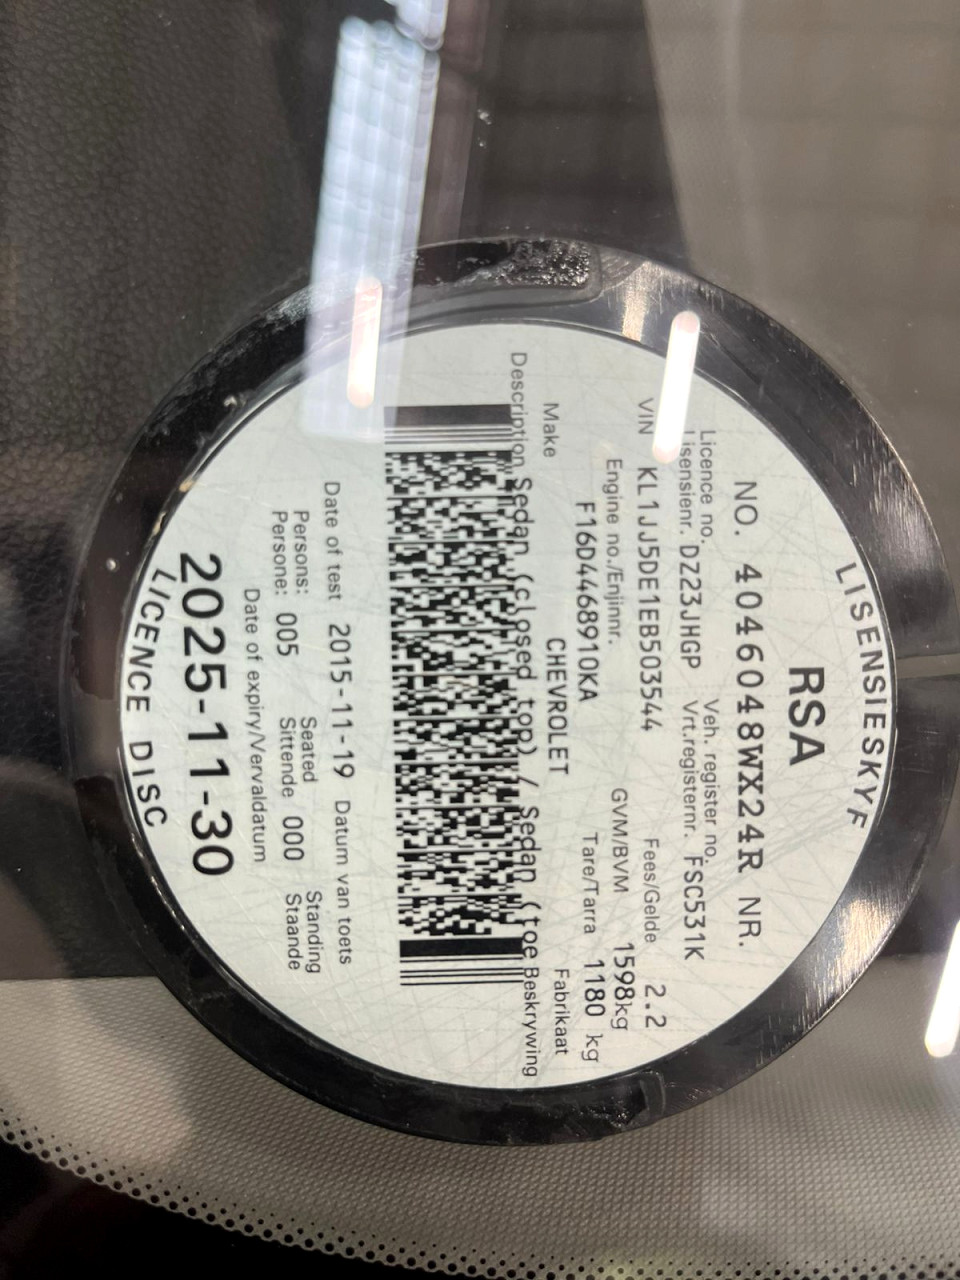 LISENSIESKYF
RSA
NO. 4046048WX24R NR.
Licence no. Veh. register no.
Lisensienr. DZ23JHGP Vrt.registernr. FSC531K
VIN KL1JJ5DE1EB503544 Fees/Gelde 2.2
Engine no./Enjinnr. GVM/BVM 1598kg
F16D4468910KA Tare/Tarra 1180 kg
Make CHEVROLET Fabrikaat
Description Sedan (closed top) / Sedan (toe Beskrywing
Date of test 2015-11-19 Datum van toets
Persons: Seated Standing
Persone: 005 Sittende 000 Staande
Date of expiry/Vervaldatum
2025-11-30
LICENCE DISC